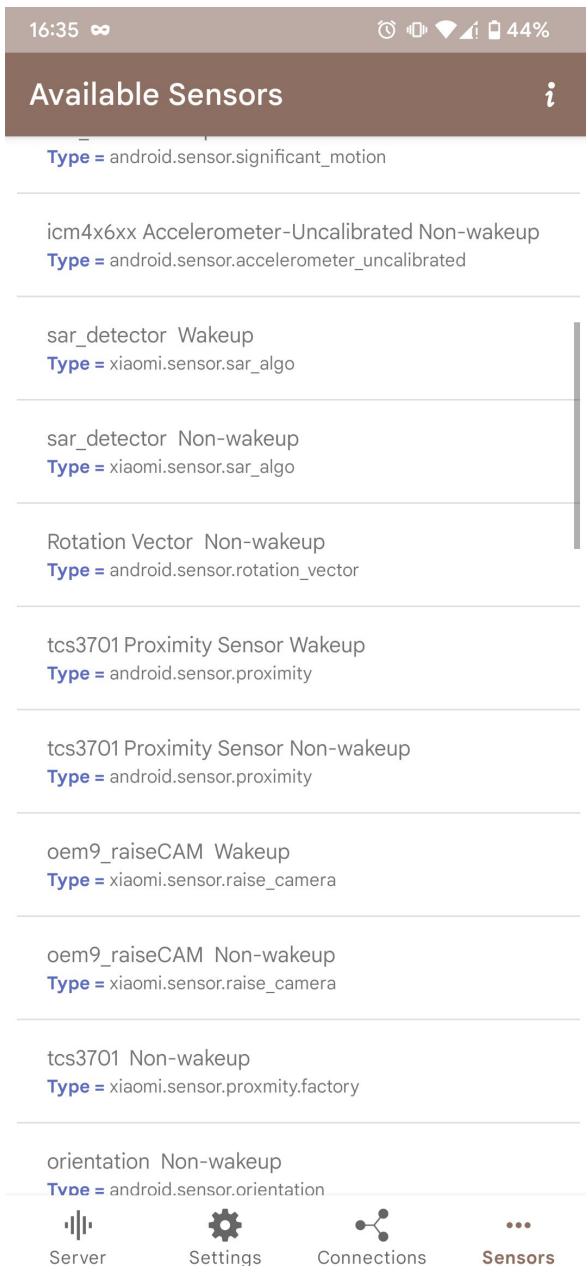 16:35 44%
Available Sensors
Type = android.sensor.significant_motion
icm4x6xx Accelerometer-Uncalibrated Non-wakeup
Type = android.sensor.accelerometer_uncalibrated
sar_detector Wakeup
Type = xiaomi.sensor.sar_algo
sar_detector Non-wakeup
Type = xiaomi.sensor.sar_algo
Rotation Vector Non-wakeup
Type = android.sensor.rotation_vector
tcs3701 Proximity Sensor Wakeup
Type = android.sensor.proximity
tcs3701 Proximity Sensor Non-wakeup
Type = android.sensor.proximity
oem9_raiseCAM Wakeup
Type = xiaomi.sensor.raise_camera
oem9_raiseCAM Non-wakeup
Type = xiaomi.sensor.raise_camera
tcs3701 Non-wakeup
Type = xiaomi.sensor.proxmity.factory
orientation Non-wakeup
Type = android.sensor.orientation
Server Settings Connections Sensors